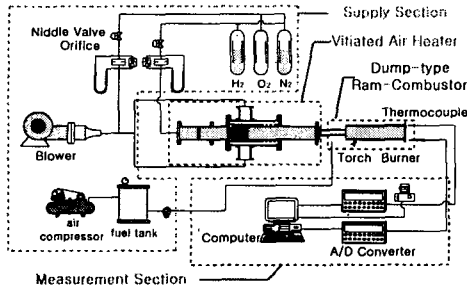 Niddle Valve
Orifice
Supply Section
Vitiated Air Heater
H₂ O₂ N₂
Dump-type
Ram-Combustor
Thermocouple
Blower
Torch Burner
air
compressor
fuel tank
Computer
A/D Converter
Measurement Section